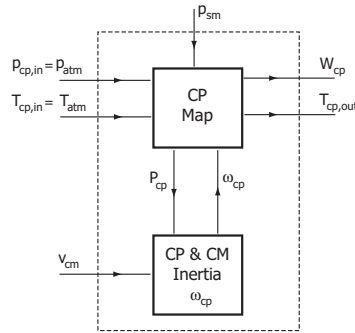 p_sm
p_cp,in = p_atm
W_cp
T_cp,in = T_atm
T_cp,out
CP
Map
P_cp
ω_cp
CP & CM
Inertia
ω_cp
v_cm